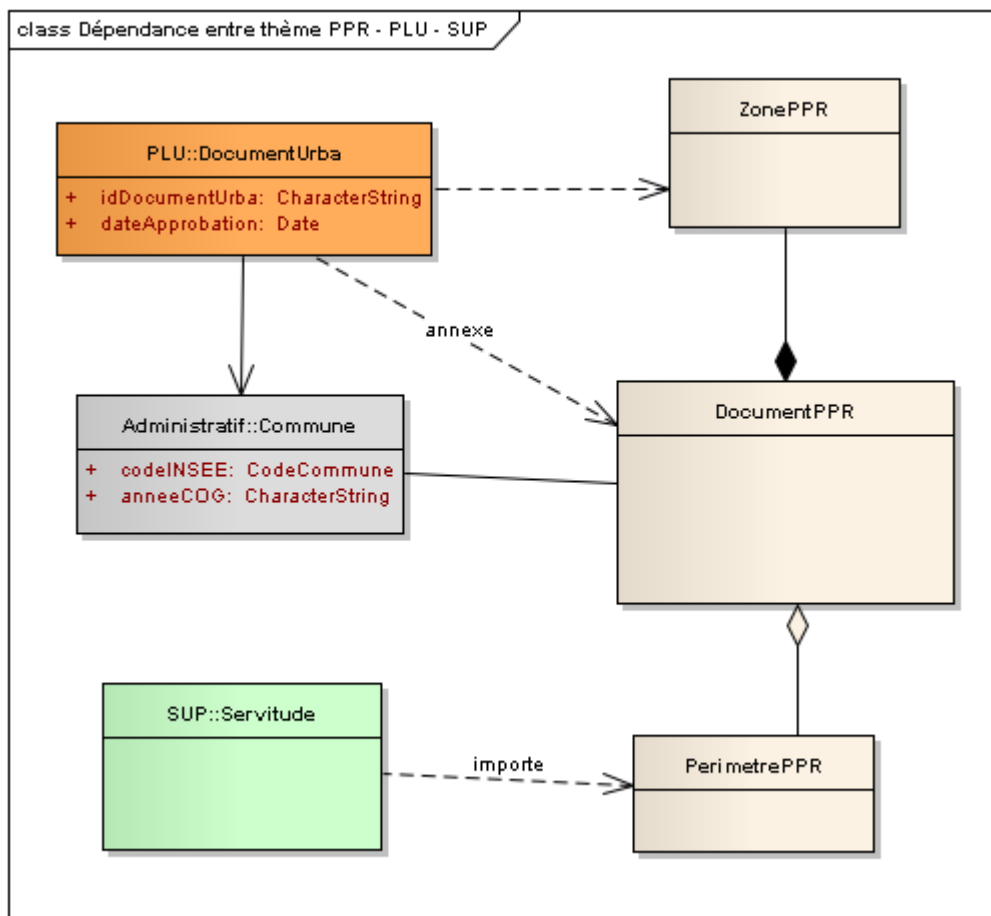 class Dépendance entre thème PPR - PLU - SUP
ZonePPR
PLU::DocumentUrba
+ idDocumentUrba: CharacterString
+ dateApprobation: Date
annexe
DocumentPPR
Administratif::Commune
+ codeINSEE: CodeCommune
+ anneeCOG: CharacterString
SUP::Servitude
importe
PerimetrePPR